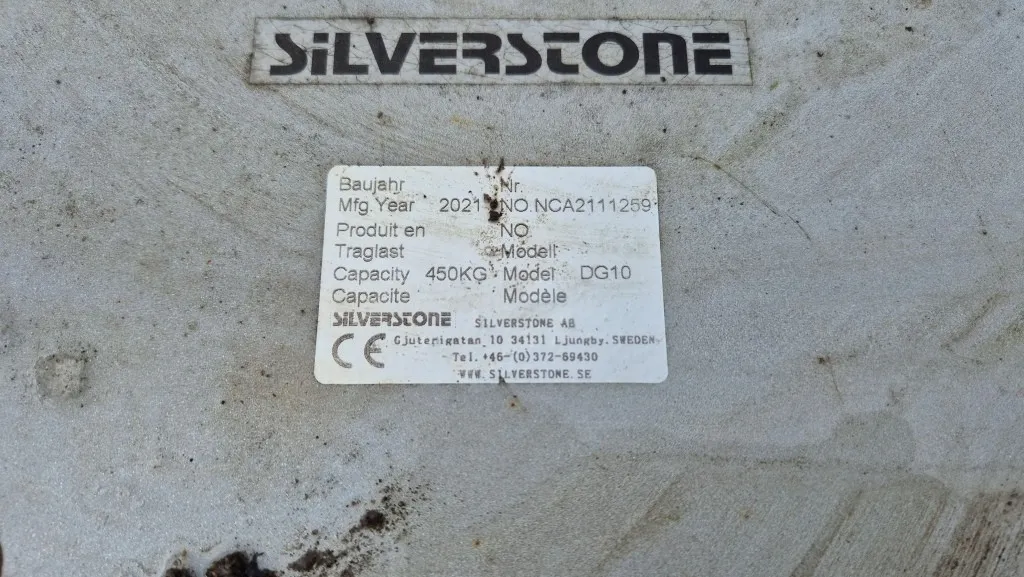 SiLVERSTONE
Baujahr Nr.
Mfg. Year 2021 NO.NCA2111259
Produit en NO
Traglast Modell
Capacity 450KG Model DG10
Capacite Modèle
SiLVERSTONE SILVERSTONE AB
CE Gjuterigatan 10 34131 Ljungby. SWEDEN
Tel. +46-(0)372-69430
WWW.SILVERSTONE.SE